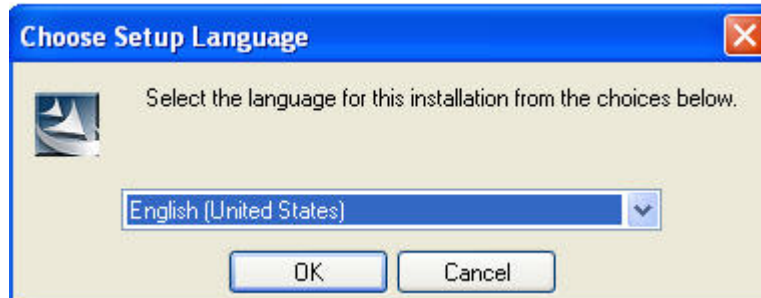 Choose Setup Language
Select the language for this installation from the choices below.
English (United States)
OK
Cancel